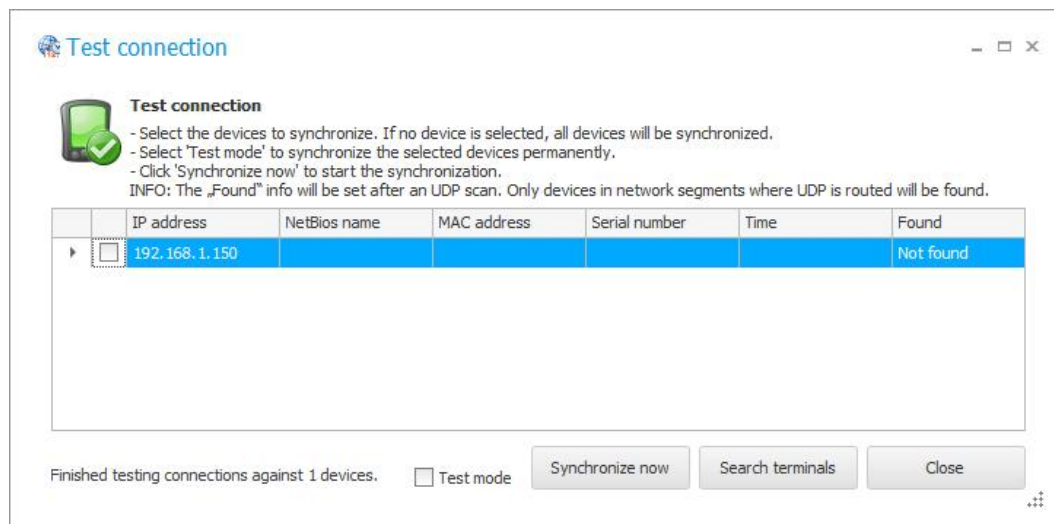 Test connection
Test connection
- Select the devices to synchronize. If no device is selected, all devices will be synchronized.
- Select 'Test mode' to synchronize the selected devices permanently.
- Click 'Synchronize now' to start the synchronization.
INFO: The „Found“ info will be set after an UDP scan. Only devices in network segments where UDP is routed will be found.
IP address NetBios name MAC address Serial number Time Found
192.168.1.150 Not found
Finished testing connections against 1 devices. Test mode Synchronize now Search terminals Close